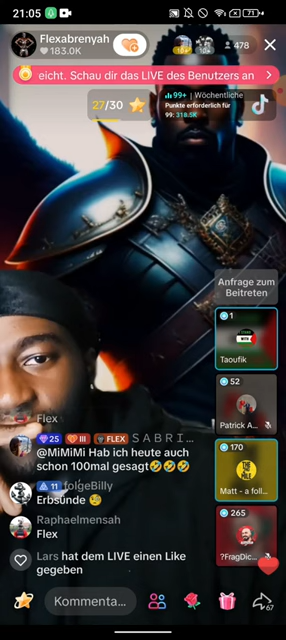 21:05
71
Flexabrenyah
183.0K
478
eicht. Schau dir das LIVE des Benutzers an
27/30
99+ | Wöchentliche
Punkte erforderlich für
99: 318.5K
Anfrage zum
Beitreten
1
Taoufik
52
Patrick A...
170
Matt - a foll...
265
?FragDic...
Flex
25 III FLEX SABRI...
@MiMiMi Hab ich heute auch
schon 100mal gesagt🤣🤣🤣
11 folgeBilly
Erbsünde 🧐
Raphaelmensah
Flex
Lars hat dem LIVE einen Like
gegeben
Kommenta...
67